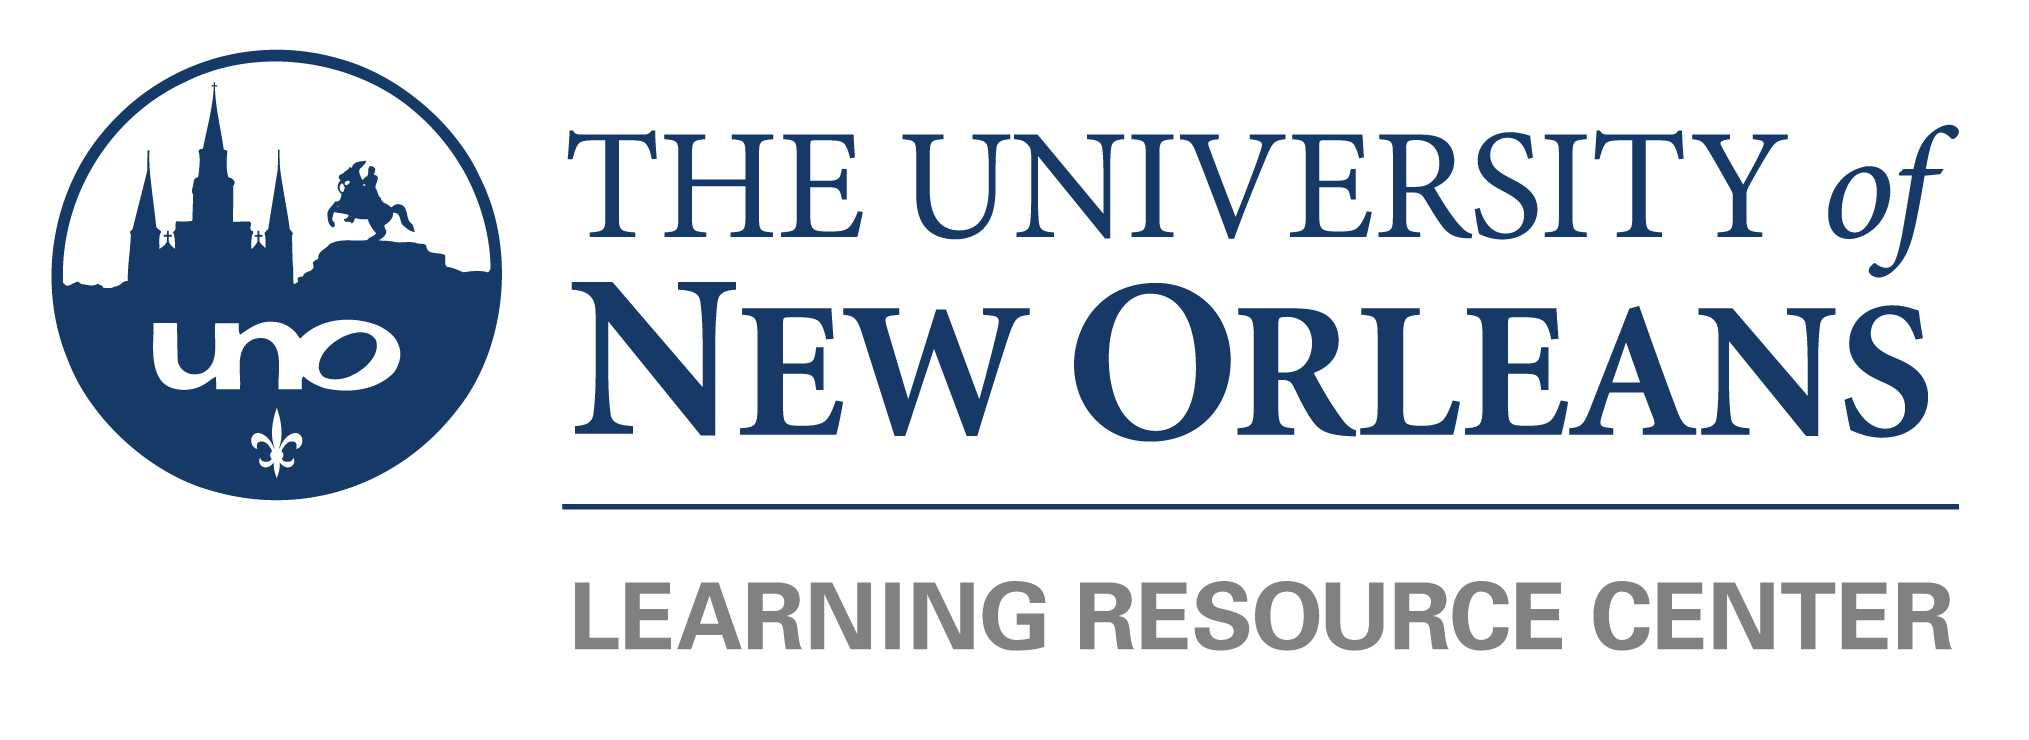 uno
THE UNIVERSITY of
NEW ORLEANS
LEARNING RESOURCE CENTER